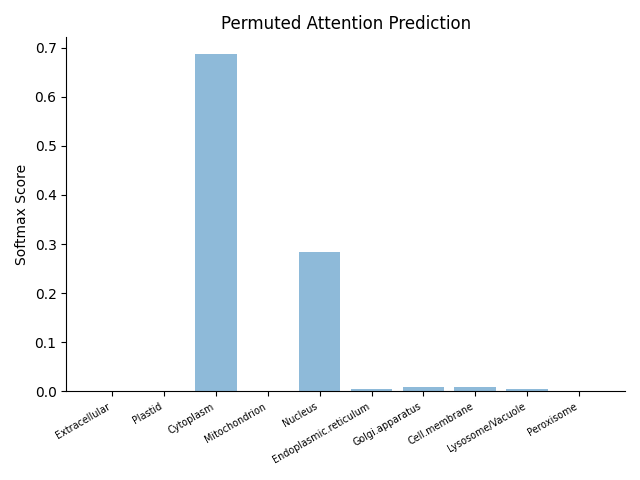 Permuted Attention Prediction
Softmax Score
0.7
0.6
0.5
0.4
0.3
0.2
0.1
0.0
Extracellular
Plastid
Cytoplasm
Mitochondrion
Nucleus
Endoplasmic.reticulum
Golgi.apparatus
Cell.membrane
Lysosome/Vacuole
Peroxisome